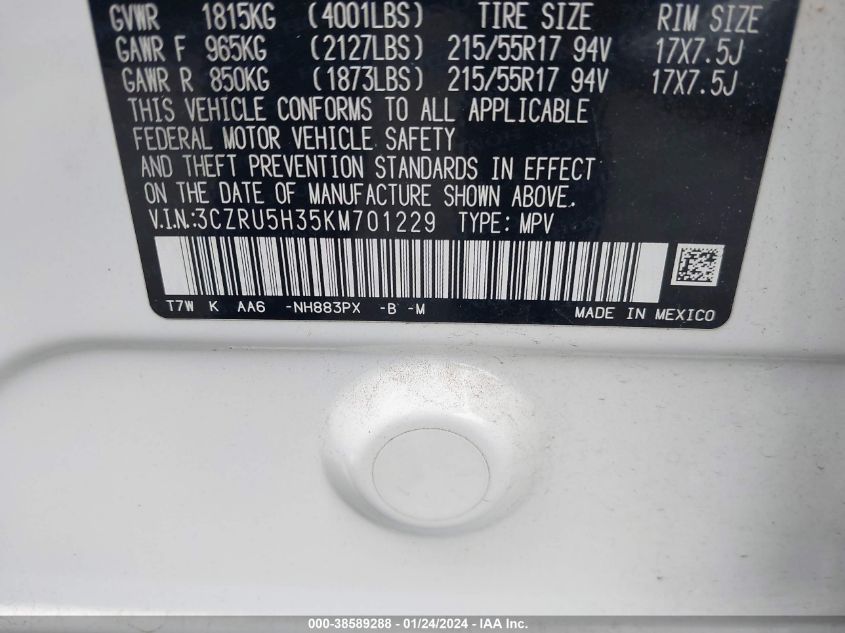 GVWR 1815KG (4001LBS) TIRE SIZE RIM SIZE
GAWR F 965KG (2127LBS) 215/55R17 94V 17X7.5J
GAWR R 850KG (1873LBS) 215/55R17 94V 17X7.5J
THIS VEHICLE CONFORMS TO ALL APPLICABLE
FEDERAL MOTOR VEHICLE SAFETY
AND THEFT PREVENTION STANDARDS IN EFFECT
ON THE DATE OF MANUFACTURE SHOWN ABOVE.
V.I.N.:3CZRU5H35KM701229 TYPE: MPV
T7W K AA6 -NH883PX -B -M MADE IN MEXICO
000-38589288 - 01/24/2024 - IAA Inc.